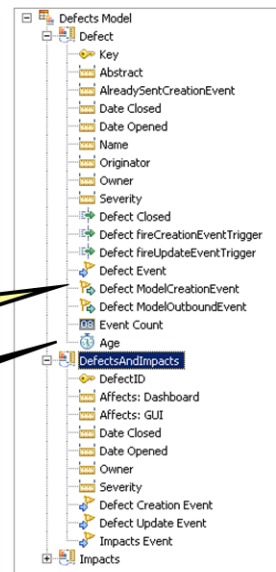 Defects Model
Defect
Key
Abstract
AlreadySentCreationEvent
Date Closed
Date Opened
Name
Originator
Owner
Severity
Defect Closed
Defect fireCreationEventTrigger
Defect fireUpdateEventTrigger
Defect Event
Defect ModelCreationEvent
Defect ModelOutboundEvent
Event Count
Age
DefectsAndImpacts
DefectID
Affects: Dashboard
Affects: GUI
Date Closed
Date Opened
Owner
Severity
Defect Creation Event
Defect Update Event
Impacts Event
Impacts